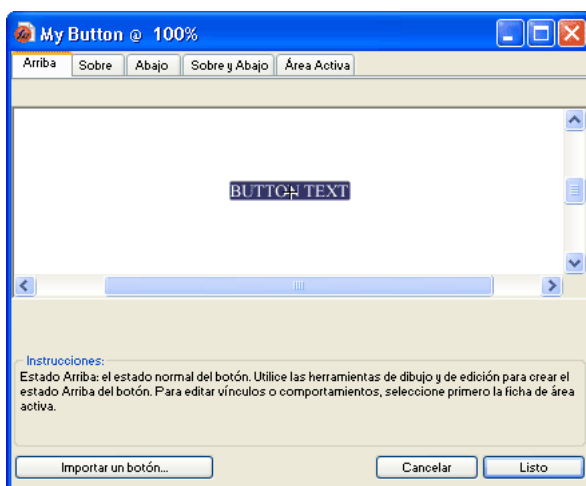 My Button @ 100%
Arriba
Sobre
Abajo
Sobre y Abajo
Área Activa
BUTTON TEXT
Instrucciones:
Estado Arriba: el estado normal del botón. Utilice las herramientas de dibujo y de edición para crear el
estado Arriba del botón. Para editar vínculos o comportamientos, seleccione primero la ficha de área
activa.
Importar un botón...
Cancelar
Listo